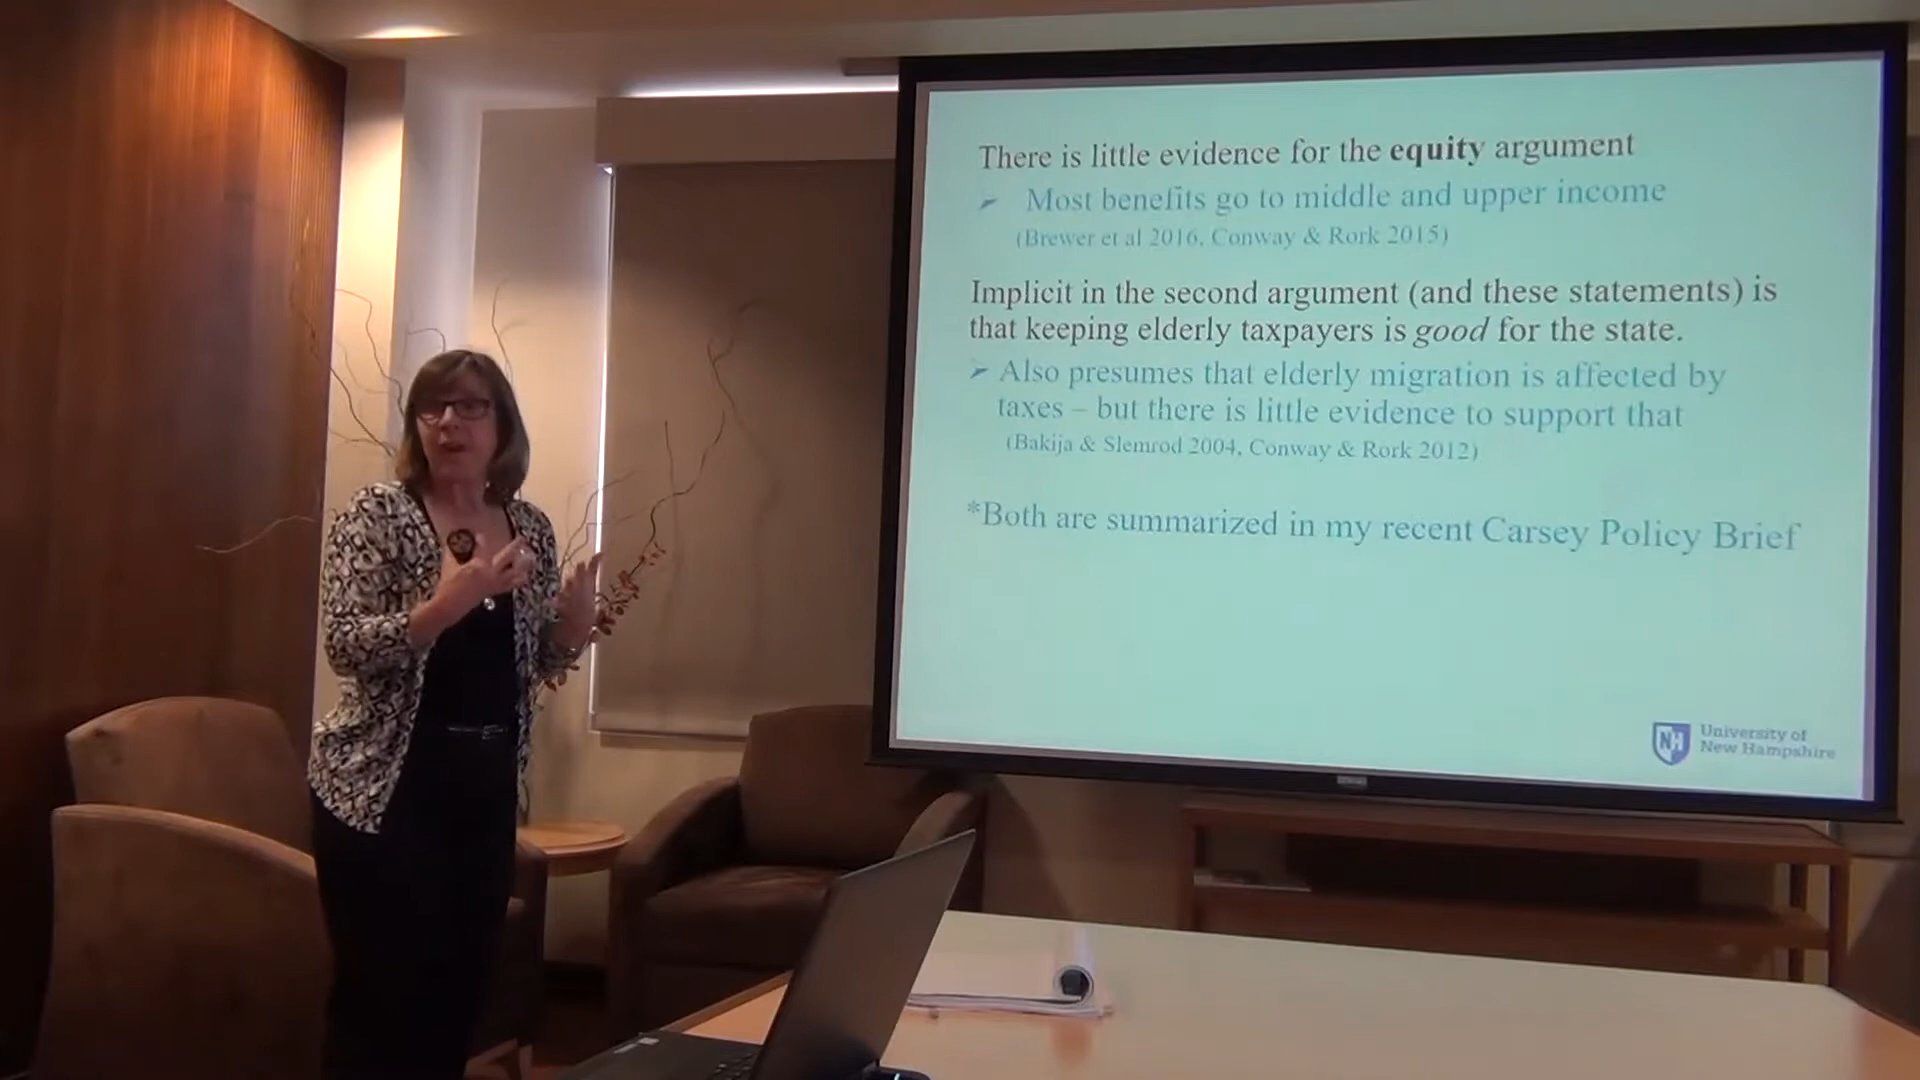 There is little evidence for the equity argument
➢ Most benefits go to middle and upper income
(Brewer et al 2016, Conway & Rork 2015)
Implicit in the second argument (and these statements) is
that keeping elderly taxpayers is good for the state.
➢ Also presumes that elderly migration is affected by
taxes – but there is little evidence to support that
(Bakija & Slemrod 2004, Conway & Rork 2012)
*Both are summarized in my recent Carsey Policy Brief
NH
University of
New Hampshire